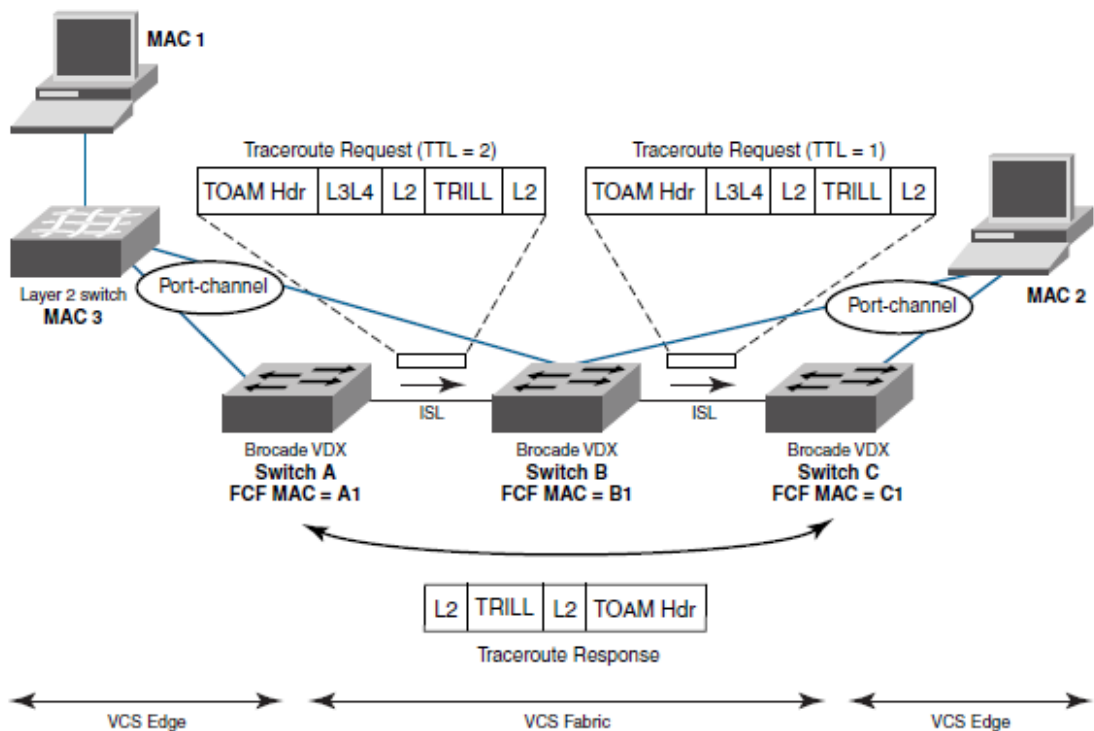 MAC 1
Traceroute Request (TTL = 2)
TOAM Hdr L3L4 L2 TRILL L2
Traceroute Request (TTL = 1)
TOAM Hdr L3L4 L2 TRILL L2
Layer 2 switch
MAC 3
Port-channel
Port-channel
MAC 2
ISL
ISL
Brocade VDX
Switch A
FCF MAC = A1
Brocade VDX
Switch B
FCF MAC = B1
Brocade VDX
Switch C
FCF MAC = C1
L2 TRILL L2 TOAM Hdr
Traceroute Response
VCS Edge
VCS Fabric
VCS Edge